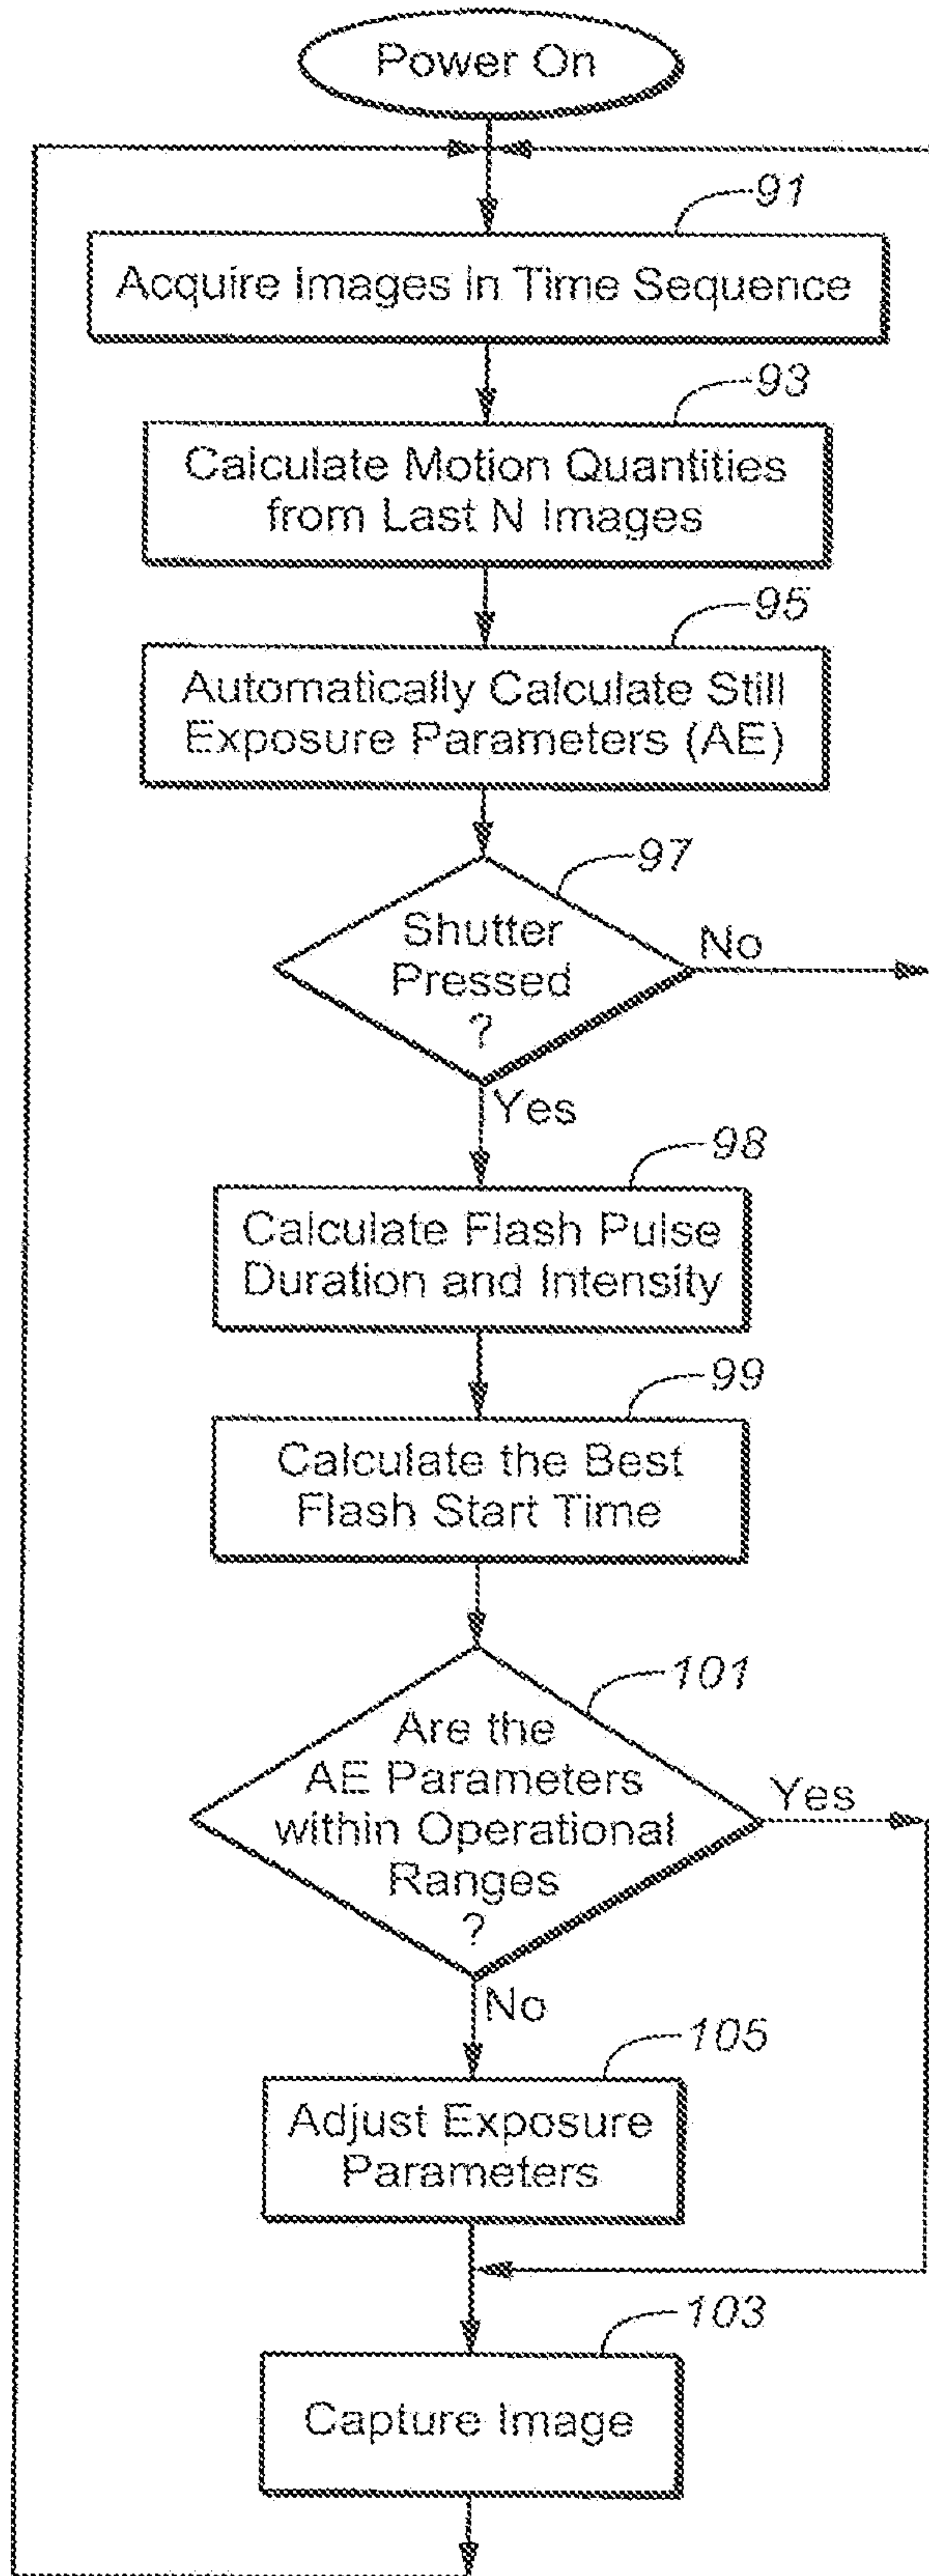 Power On
91
Acquire Images in Time Sequence
93
Calculate Motion Quantities
from Last N Images
95
Automatically Calculate Still
Exposure Parameters (AE)
97
Shutter
Pressed
?
No
Yes
98
Calculate Flash Pulse
Duration and Intensity
99
Calculate the Best
Flash Start Time
101
Are the
AE Parameters
within Operational
Ranges
?
Yes
No
105
Adjust Exposure
Parameters
103
Capture Image